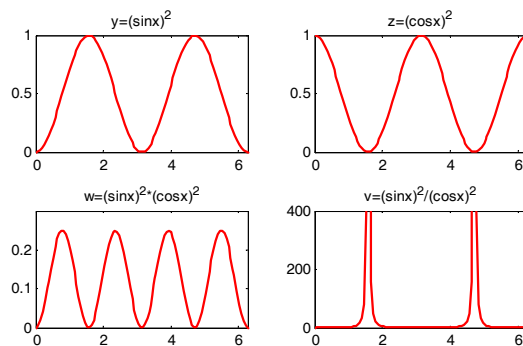 y=(sinx)^2
1
0.5
0
0 2 4 6
z=(cosx)^2
1
0.5
0
0 2 4 6
w=(sinx)^2*(cosx)^2
0.2
0.1
0
0 2 4 6
v=(sinx)^2/(cosx)^2
400
200
0
0 2 4 6